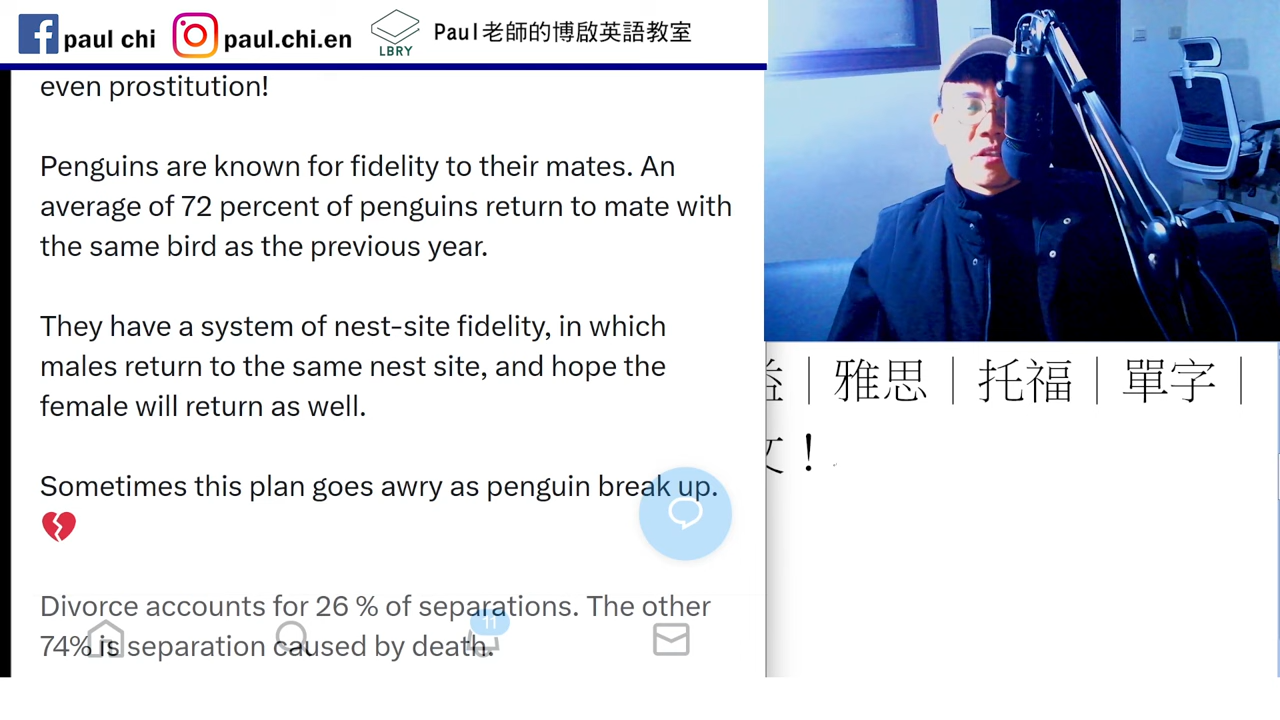 paul chi
paul.chi.en
LBRY
Paul老師的博啟英語教室
even prostitution!
Penguins are known for fidelity to their mates. An
average of 72 percent of penguins return to mate with
the same bird as the previous year.
They have a system of nest-site fidelity, in which
males return to the same nest site, and hope the
female will return as well.
Sometimes this plan goes awry as penguin break up.
💔
Divorce accounts for 26 % of separations. The other
74% is separation caused by death.
11
｜雅思｜托福｜單字｜
！